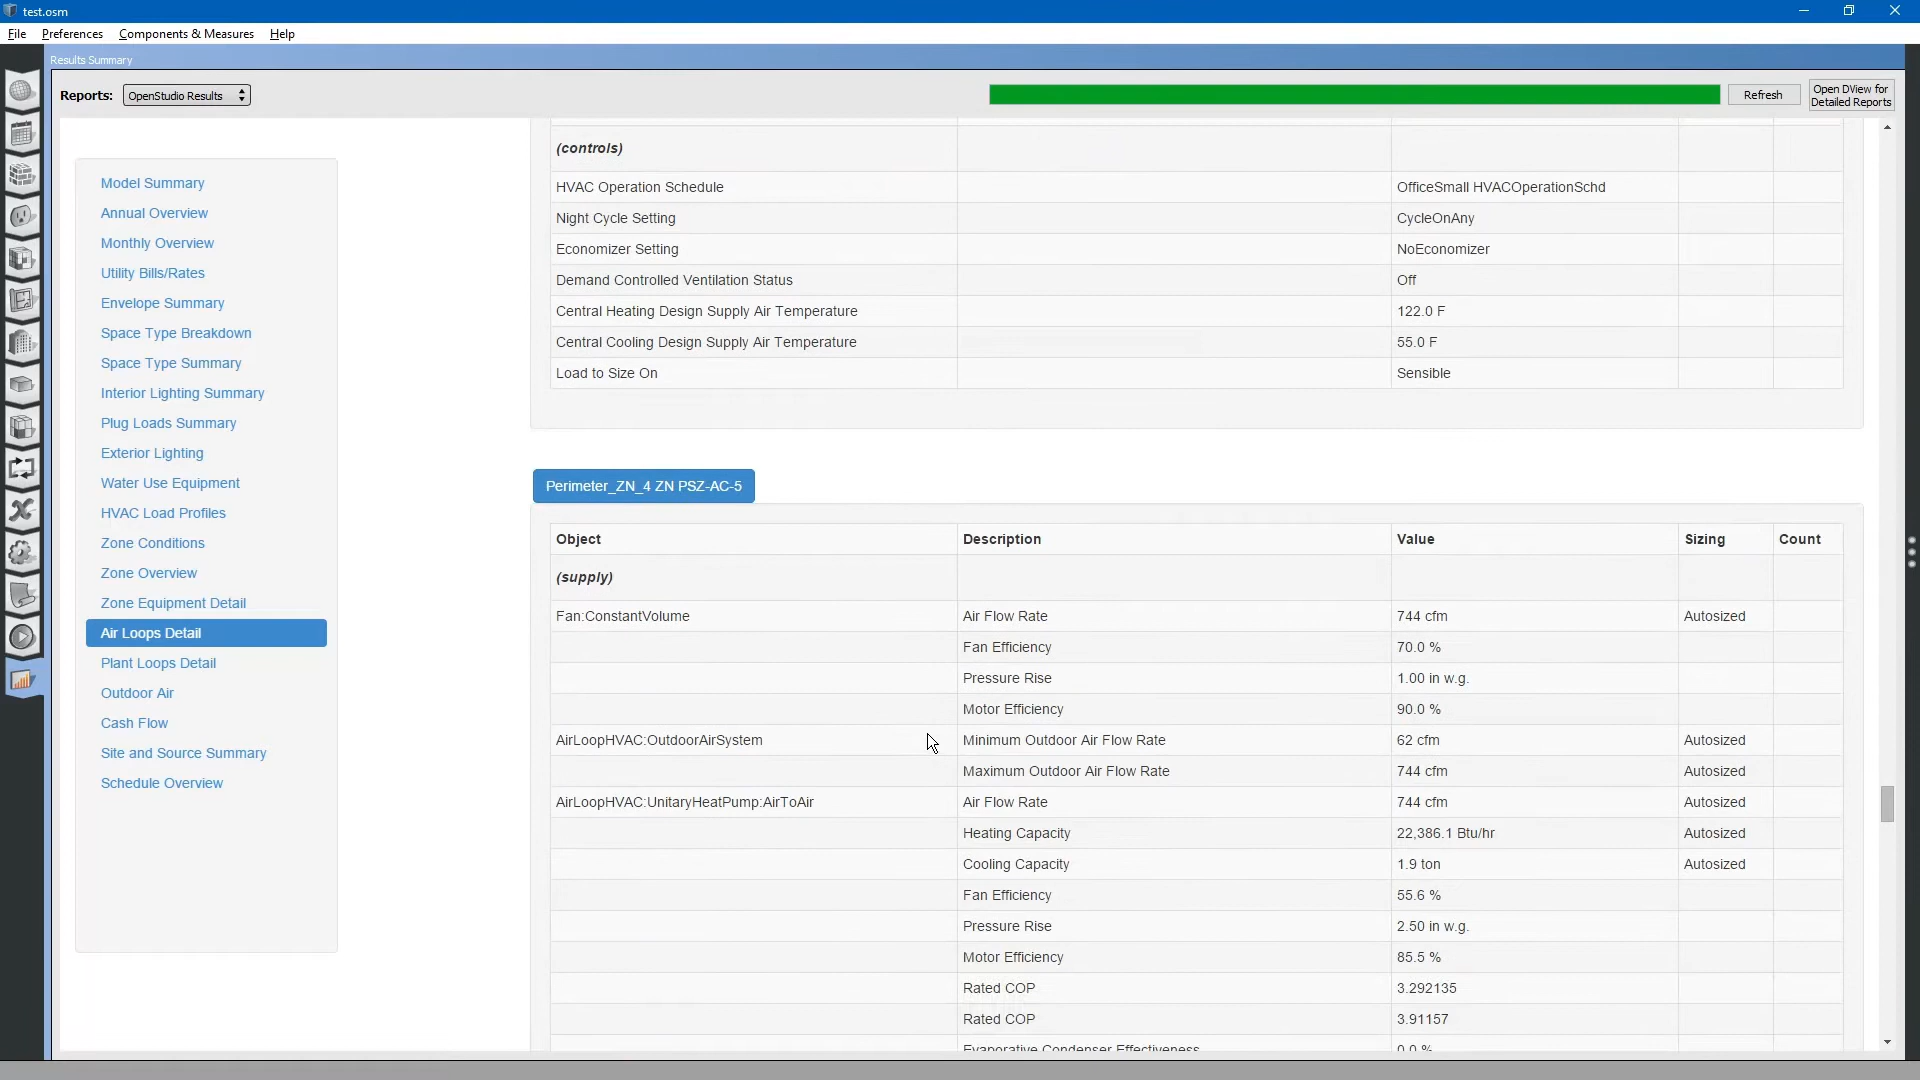 test.osm
File Preferences Components & Measures Help
Results Summary
Reports: OpenStudio Results Refresh Open DView for
Detailed Reports
Model Summary
Annual Overview
Monthly Overview
Utility Bills/Rates
Envelope Summary
Space Type Breakdown
Space Type Summary
Interior Lighting Summary
Plug Loads Summary
Exterior Lighting
Water Use Equipment
HVAC Load Profiles
Zone Conditions
Zone Overview
Zone Equipment Detail
Air Loops Detail
Plant Loops Detail
Outdoor Air
Cash Flow
Site and Source Summary
Schedule Overview
(controls)
HVAC Operation Schedule OfficeSmall HVACOperationSchd
Night Cycle Setting CycleOnAny
Economizer Setting NoEconomizer
Demand Controlled Ventilation Status Off
Central Heating Design Supply Air Temperature 122.0 F
Central Cooling Design Supply Air Temperature 55.0 F
Load to Size On Sensible
Perimeter_ZN_4 ZN PSZ-AC-5
Object Description Value Sizing Count
(supply)
Fan:ConstantVolume Air Flow Rate 744 cfm Autosized
Fan Efficiency 70.0 %
Pressure Rise 1.00 in w.g.
Motor Efficiency 90.0 %
AirLoopHVAC:OutdoorAirSystem Minimum Outdoor Air Flow Rate 62 cfm Autosized
Maximum Outdoor Air Flow Rate 744 cfm Autosized
AirLoopHVAC:UnitaryHeatPump:AirToAir Air Flow Rate 744 cfm Autosized
Heating Capacity 22,386.1 Btu/hr Autosized
Cooling Capacity 1.9 ton Autosized
Fan Efficiency 55.6 %
Pressure Rise 2.50 in w.g.
Motor Efficiency 85.5 %
Rated COP 3.292135
Rated COP 3.91157
Evaporative Condenser Effectiveness 0.0 %